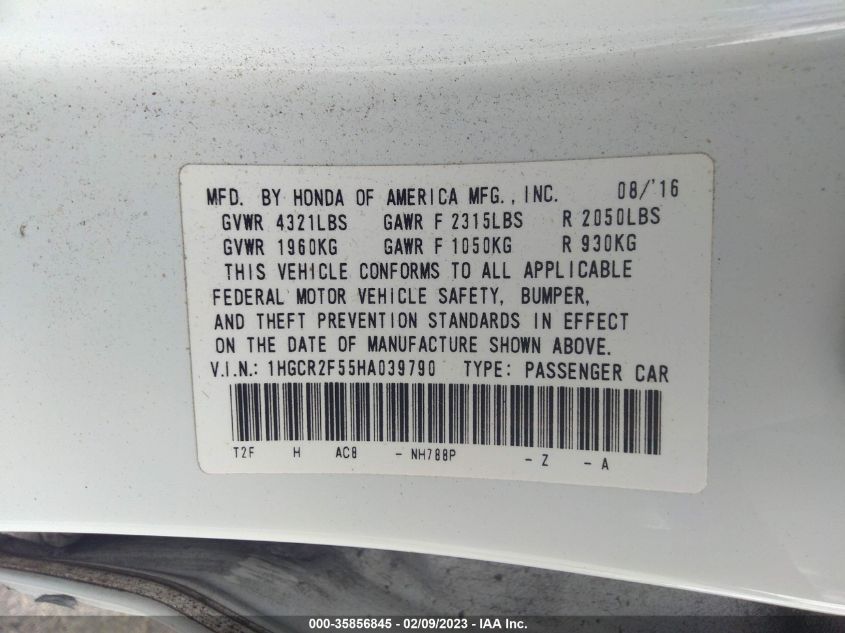 MFD. BY HONDA OF AMERICA MFG., INC. 08/'16
GVWR 4321LBS GAWR F 2315LBS R 2050LBS
GVWR 1960KG GAWR F 1050KG R 930KG
THIS VEHICLE CONFORMS TO ALL APPLICABLE
FEDERAL MOTOR VEHICLE SAFETY, BUMPER,
AND THEFT PREVENTION STANDARDS IN EFFECT
ON THE DATE OF MANUFACTURE SHOWN ABOVE.
V.I.N.: 1HGCR2F55HA039790 TYPE: PASSENGER CAR
T2F H AC8 - NH788P - Z - A
000-35856845 - 02/09/2023 - IAA Inc.